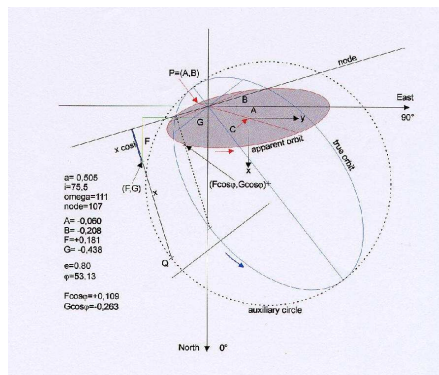 node
P=(A,B)
B
East
A
90°
G
y
C
F
apparent orbit
true orbit
x cosi
x
(F,G)
(Fcosφ,Gcosφ)
a= 0,505
i=75,5
omega=111
node=107
x
A= -0,060
B= -0,208
F=+0,181
G= -0,438
e=0.80
φ=53,13
Q
Fcosφ=+0,109
Gcosφ=-0,263
auxiliary circle
North 0°